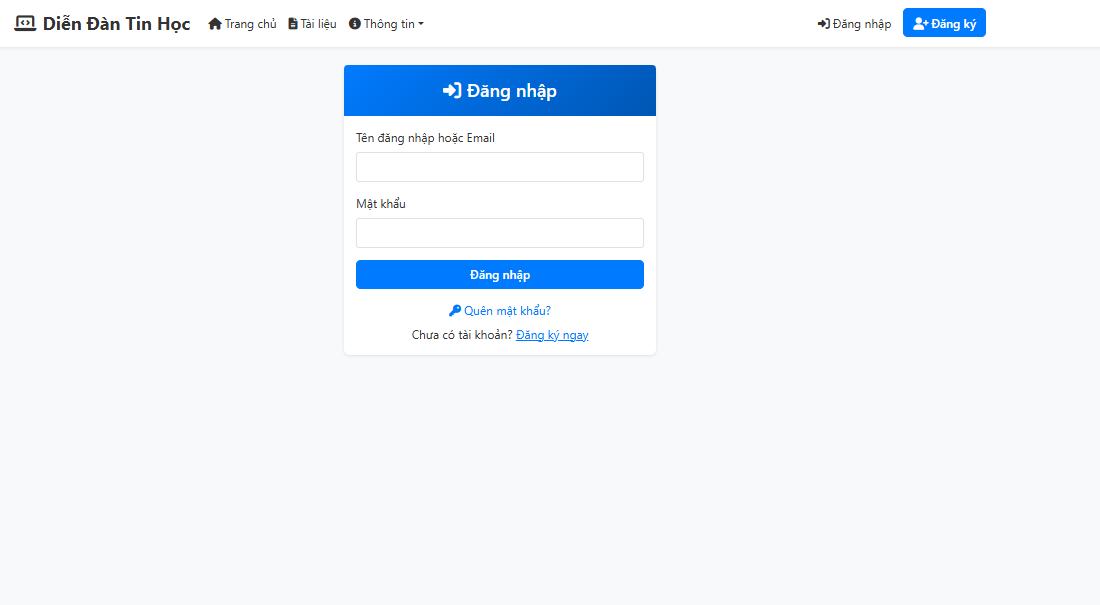 Diễn Đàn Tin Học Trang chủ Tài liệu Thông tin Đăng nhập Đăng ký
Đăng nhập
Tên đăng nhập hoặc Email
Mật khẩu
Đăng nhập
Quên mật khẩu?
Chưa có tài khoản? Đăng ký ngay